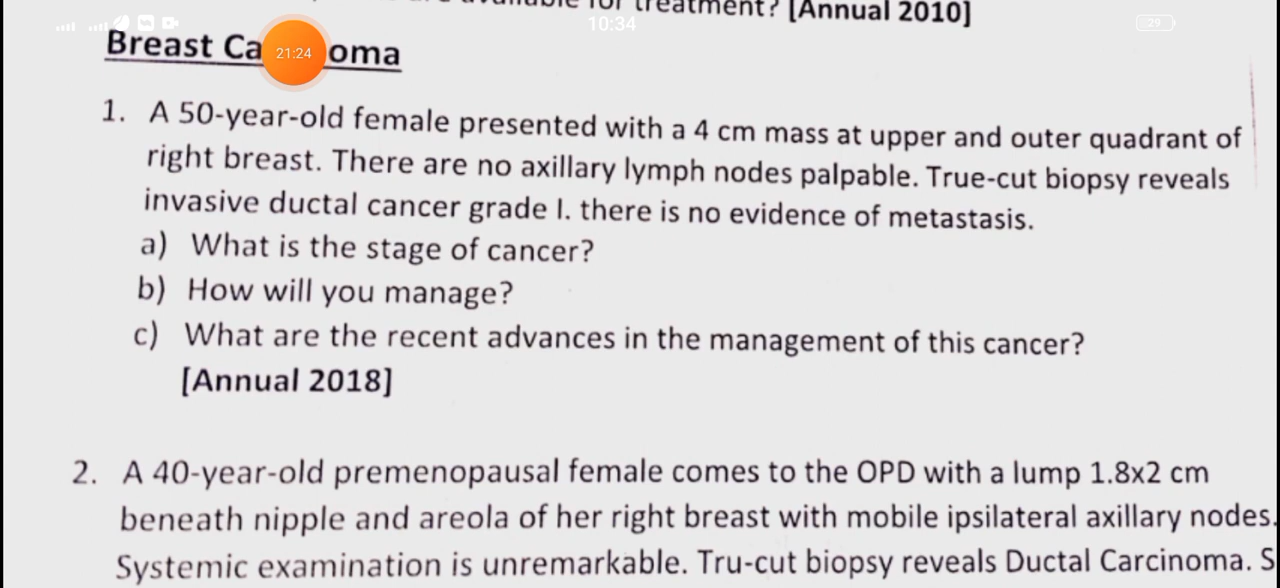 for treatment? [Annual 2010]
10:34
29
Breast Ca oma
21:24
1. A 50-year-old female presented with a 4 cm mass at upper and outer quadrant of
right breast. There are no axillary lymph nodes palpable. True-cut biopsy reveals
invasive ductal cancer grade I. there is no evidence of metastasis.
a) What is the stage of cancer?
b) How will you manage?
c) What are the recent advances in the management of this cancer?
[Annual 2018]
2. A 40-year-old premenopausal female comes to the OPD with a lump 1.8x2 cm
beneath nipple and areola of her right breast with mobile ipsilateral axillary nodes.
Systemic examination is unremarkable. Tru-cut biopsy reveals Ductal Carcinoma. S